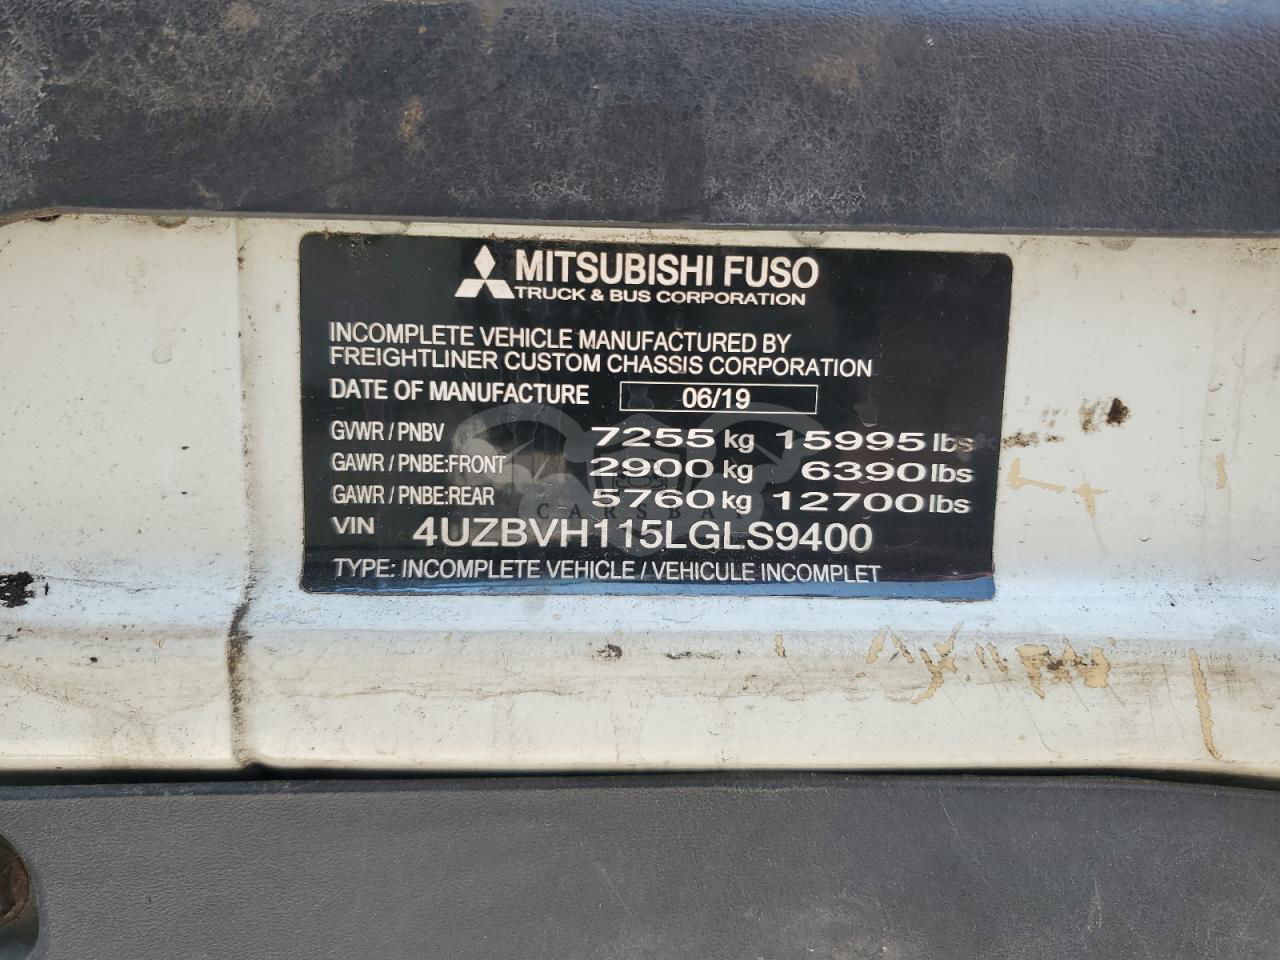 MITSUBISHI FUSO
TRUCK & BUS CORPORATION
INCOMPLETE VEHICLE MANUFACTURED BY
FREIGHTLINER CUSTOM CHASSIS CORPORATION
DATE OF MANUFACTURE 06/19
GVWR / PNBV 7255 kg 15995 lbs
GAWR / PNBE:FRONT 2900 kg 6390 lbs
GAWR / PNBE:REAR 5760 kg 12700 lbs
CARSBA
VIN 4UZBVH115LGLS9400
TYPE: INCOMPLETE VEHICLE / VEHICULE INCOMPLET